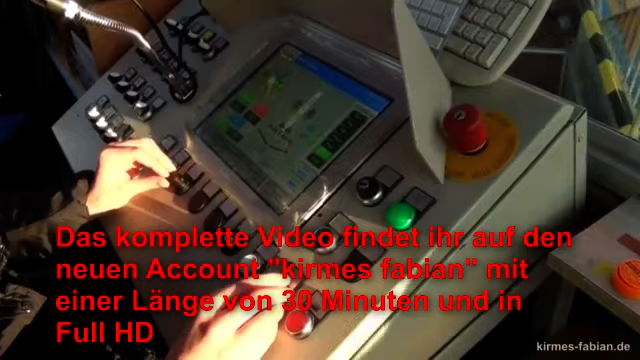 Das komplette Video findet ihr auf den
neuen Account "kirmes fabian" mit
einer Länge von 30 Minuten und in
Full HD
kirmes-fabian.de